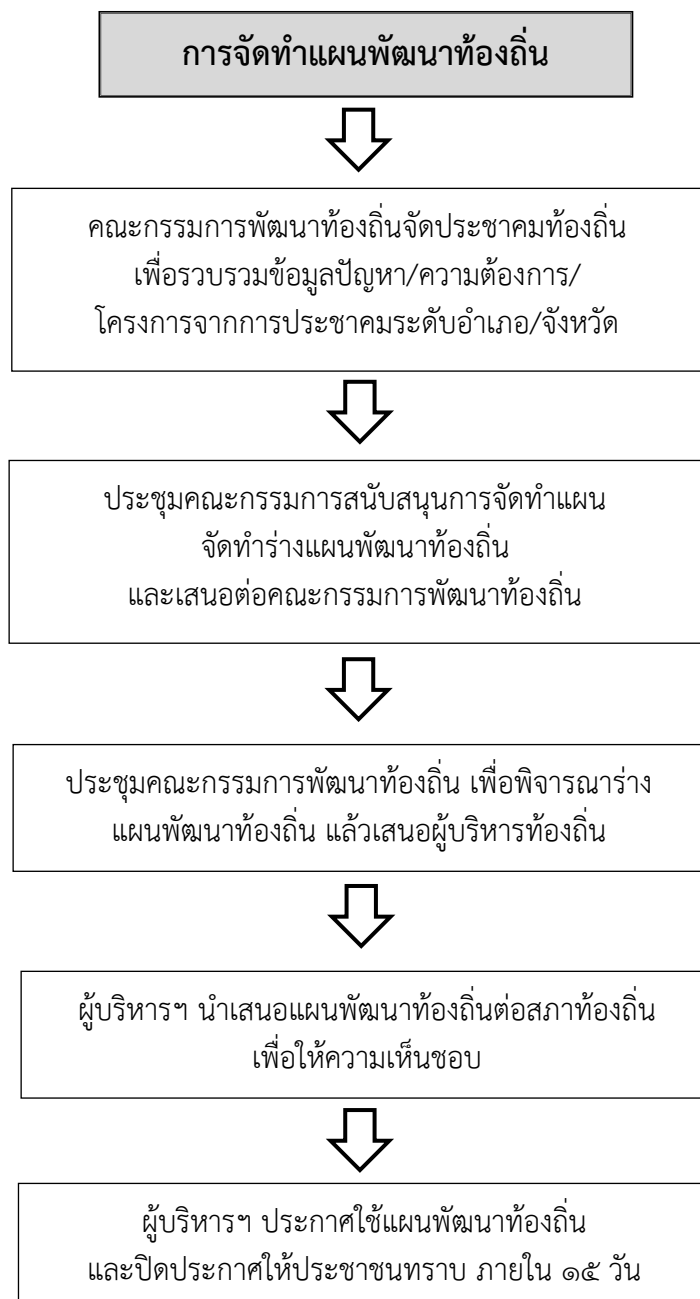 การจัดทำแผนพัฒนาท้องถิ่น
คณะกรรมการพัฒนาท้องถิ่นจัดประชาคมท้องถิ่น
เพื่อรวบรวมข้อมูลปัญหา/ความต้องการ/
โครงการจากการประชาคมระดับอำเภอ/จังหวัด
ประชุมคณะกรรมการสนับสนุนการจัดทำแผน
จัดทำร่างแผนพัฒนาท้องถิ่น
และเสนอต่อคณะกรรมการพัฒนาท้องถิ่น
ประชุมคณะกรรมการพัฒนาท้องถิ่น เพื่อพิจารณาร่าง
แผนพัฒนาท้องถิ่น แล้วเสนอผู้บริหารท้องถิ่น
ผู้บริหารฯ นำเสนอแผนพัฒนาท้องถิ่นต่อสภาท้องถิ่น
เพื่อให้ความเห็นชอบ
ผู้บริหารฯ ประกาศใช้แผนพัฒนาท้องถิ่น
และปิดประกาศให้ประชาชนทราบ ภายใน ๑๕ วัน